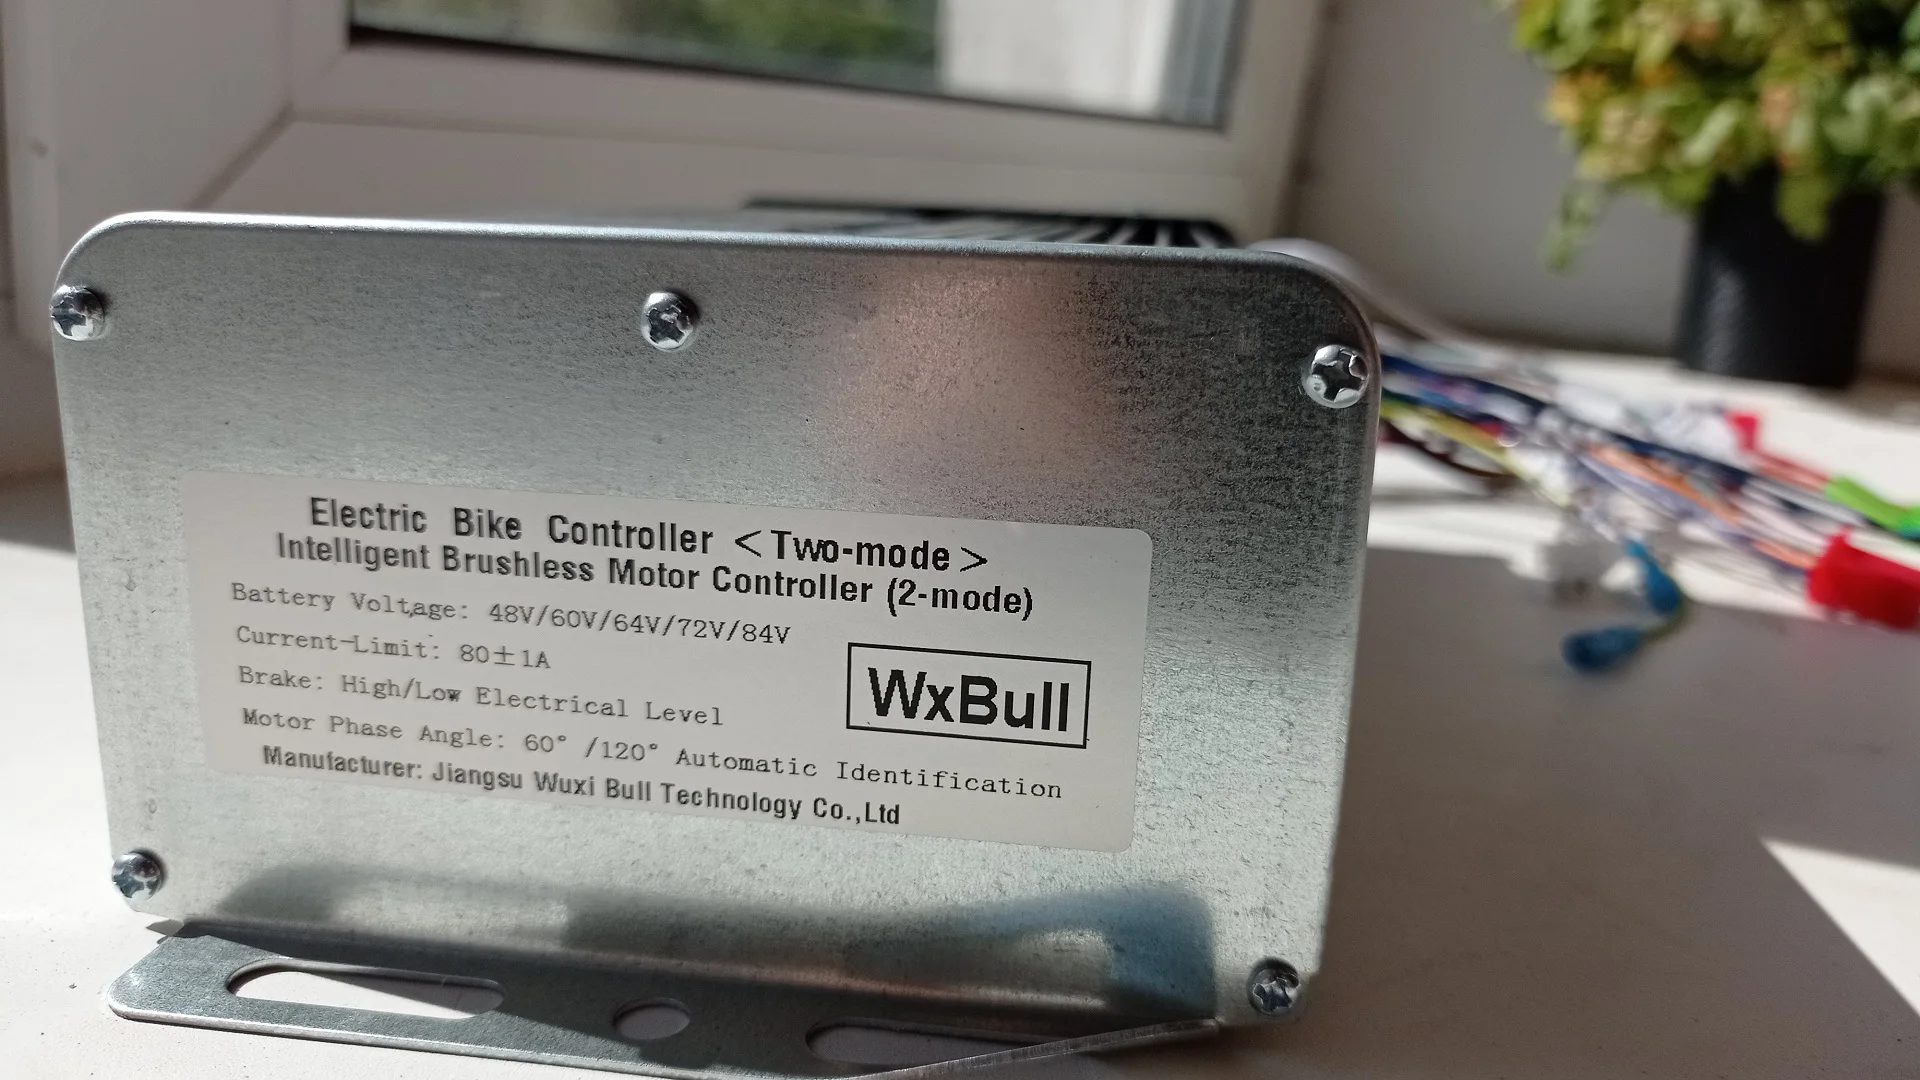 Electric Bike Controller <Two-mode>
Intelligent Brushless Motor Controller (2-mode)
Battery Voltage: 48V/60V/64V/72V/84V
Current-Limit: 80±1A
Brake: High/Low Electrical Level
WxBull
Motor Phase Angle: 60° /120° Automatic Identification
Manufacturer: Jiangsu Wuxi Bull Technology Co.,Ltd